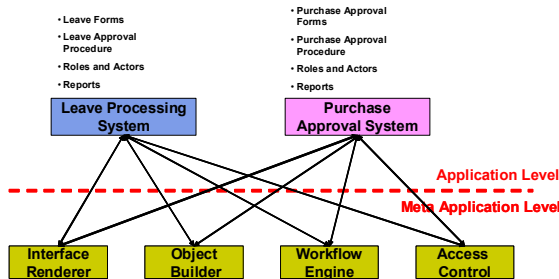 • Leave Forms
• Leave Approval
Procedure
• Roles and Actors
• Reports
• Purchase Approval
Forms
• Purchase Approval
Procedure
• Roles and Actors
• Reports
Leave Processing
System
Purchase
Approval System
Application Level
Meta Application Level
Interface
Renderer
Object
Builder
Workflow
Engine
Access
Control